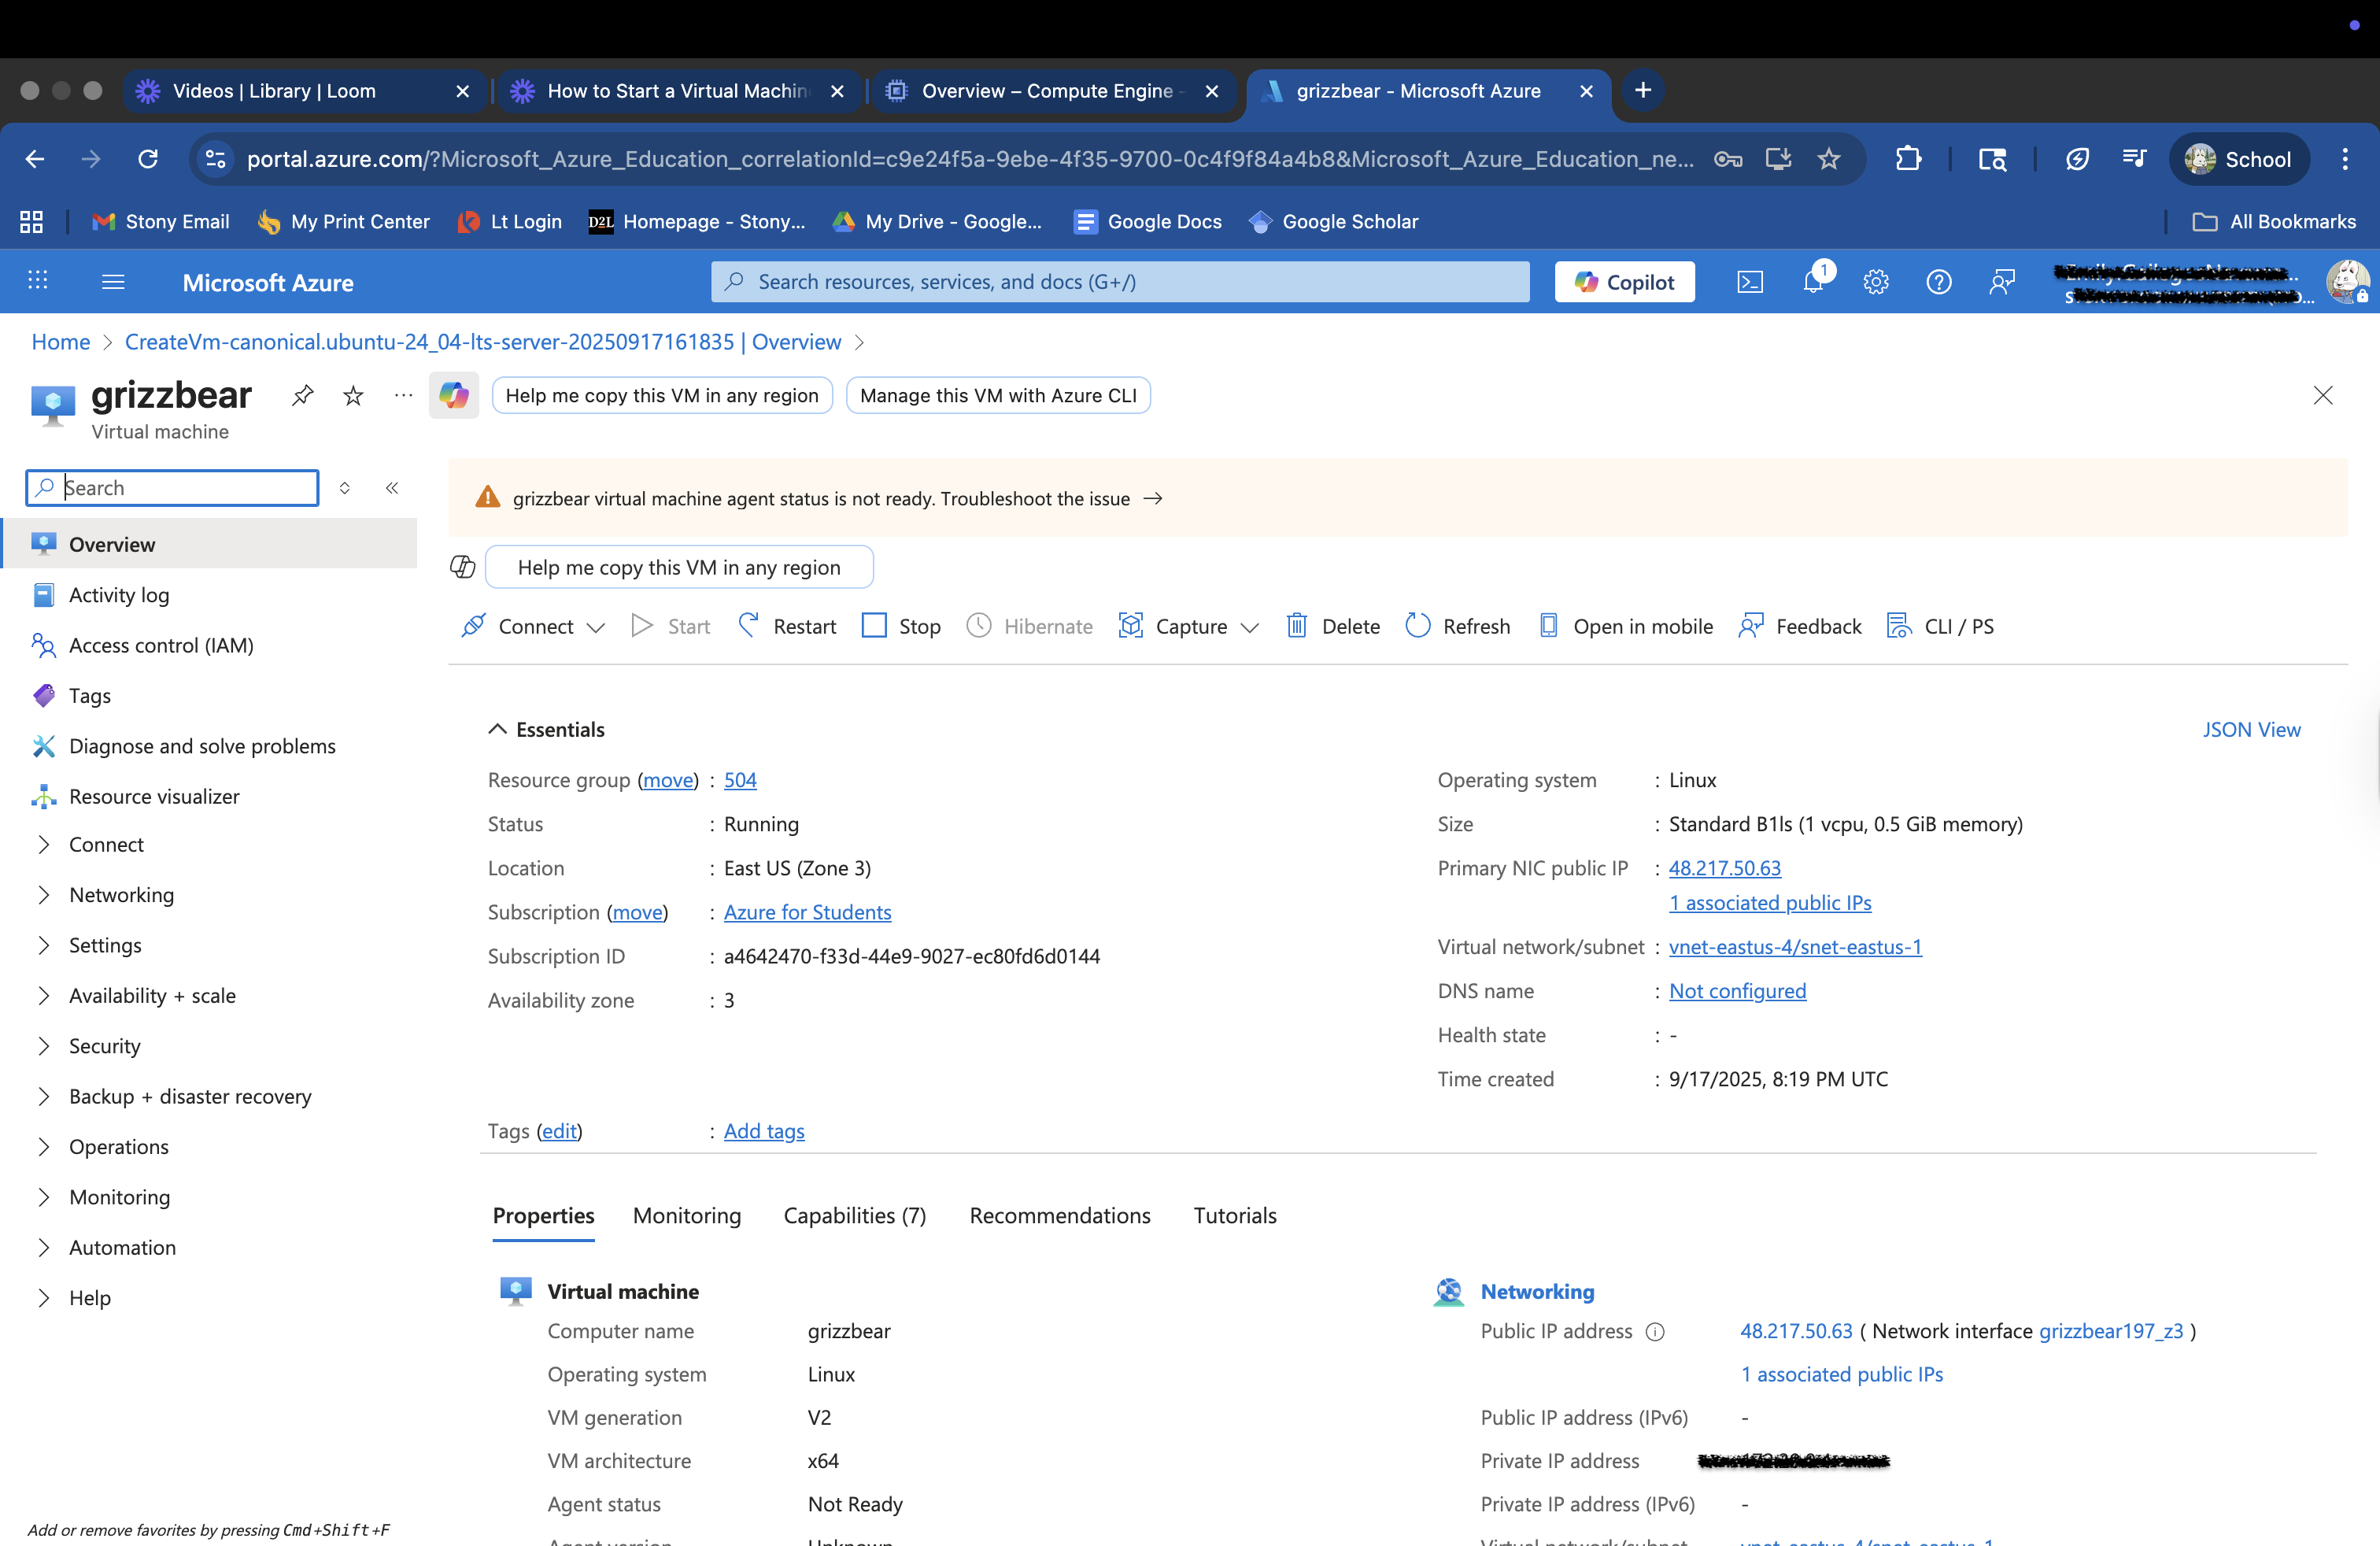 Videos | Library | Loom
How to Start a Virtual Machin
Overview – Compute Engine -
grizzbear - Microsoft Azure
portal.azure.com/?Microsoft_Azure_Education_correlationId=c9e24f5a-9ebe-4f35-9700-0c4f9f84a4b8&Microsoft_Azure_Education_ne...
School
Stony Email
My Print Center
Lt Login
D2L Homepage - Stony...
My Drive - Google...
Google Docs
Google Scholar
All Bookmarks
Microsoft Azure
Search resources, services, and docs (G+/)
Copilot
1
Home > CreateVm-canonical.ubuntu-24_04-lts-server-20250917161835 | Overview >
grizzbear
Help me copy this VM in any region
Manage this VM with Azure CLI
Virtual machine
Search
grizzbear virtual machine agent status is not ready. Troubleshoot the issue →
Help me copy this VM in any region
Connect
Start
Restart
Stop
Hibernate
Capture
Delete
Refresh
Open in mobile
Feedback
CLI / PS
Overview
Activity log
Access control (IAM)
Tags
Diagnose and solve problems
Resource visualizer
Connect
Networking
Settings
Availability + scale
Security
Backup + disaster recovery
Operations
Monitoring
Automation
Help
Add or remove favorites by pressing Cmd+Shift+F
Essentials
JSON View
Resource group (move) : 504
Status : Running
Location : East US (Zone 3)
Subscription (move) : Azure for Students
Subscription ID : a4642470-f33d-44e9-9027-ec80fd6d0144
Availability zone : 3
Operating system : Linux
Size : Standard B1ls (1 vcpu, 0.5 GiB memory)
Primary NIC public IP : 48.217.50.63
1 associated public IPs
Virtual network/subnet : vnet-eastus-4/snet-eastus-1
DNS name : Not configured
Health state : -
Time created : 9/17/2025, 8:19 PM UTC
Tags (edit) : Add tags
Properties
Monitoring
Capabilities (7)
Recommendations
Tutorials
Virtual machine
Computer name grizzbear
Operating system Linux
VM generation V2
VM architecture x64
Agent status Not Ready
Agent version Unknown
Networking
Public IP address 48.217.50.63 ( Network interface grizzbear197_z3 )
1 associated public IPs
Public IP address (IPv6) -
Private IP address
Private IP address (IPv6) -
Virtual network/subnet vnet-eastus-4/snet-eastus-1